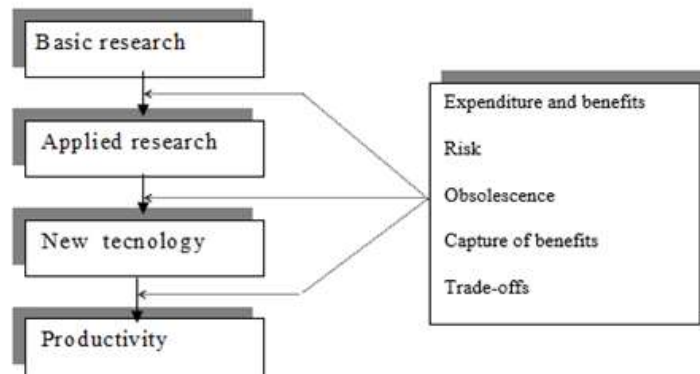 Basic research
Applied research
New tecnology
Productivity
Expenditure and benefits
Risk
Obsolescence
Capture of benefits
Trade-offs